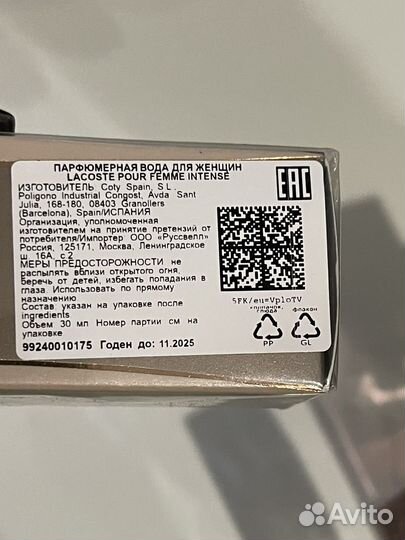 ПАРФЮМЕРНАЯ ВОДА ДЛЯ ЖЕНЩИН
LACOSTE POUR FEMME INTENSE
ИЗГОТОВИТЕЛЬ Coty Spain, S.L.,
Poligono Industrial Congost, Avda Sant
Julia, 168-180, 08403 Granollers
(Barcelona), Spain/ИСПАНИЯ
Организация, уполномоченная
изготовителем на принятие претензий от
потребителя/Импортер ООО «Руссвелл»
Россия, 125171, Москва, Ленинградское
ш. 16А, с.2
МЕРЫ ПРЕДОСТОРОЖНОСТИ: не
распылять вблизи открытого огня,
беречь от детей, избегать попадания в
глаза. Использовать по прямому
назначению
Состав: указан на упаковке после
ingredients
Объем 30 мл Номер партии см на
упаковке
99240010175 Годен до: 11.2025
EAC
5FK/eu=VploTV
флакон
PP
GL
Avito